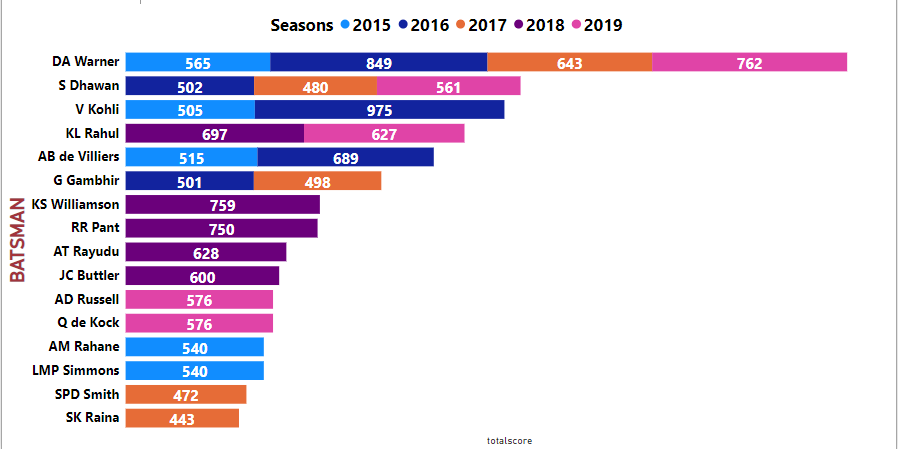 Seasons 2015 2016 2017 2018 2019
DA Warner 565 849 643 762
S Dhawan 502 480 561
V Kohli 505 975
KL Rahul 697 627
AB de Villiers 515 689
G Gambhir 501 498
KS Williamson 759
RR Pant 750
AT Rayudu 628
JC Buttler 600
AD Russell 576
Q de Kock 576
AM Rahane 540
LMP Simmons 540
SPD Smith 472
SK Raina 443
BATSMAN
totalscore